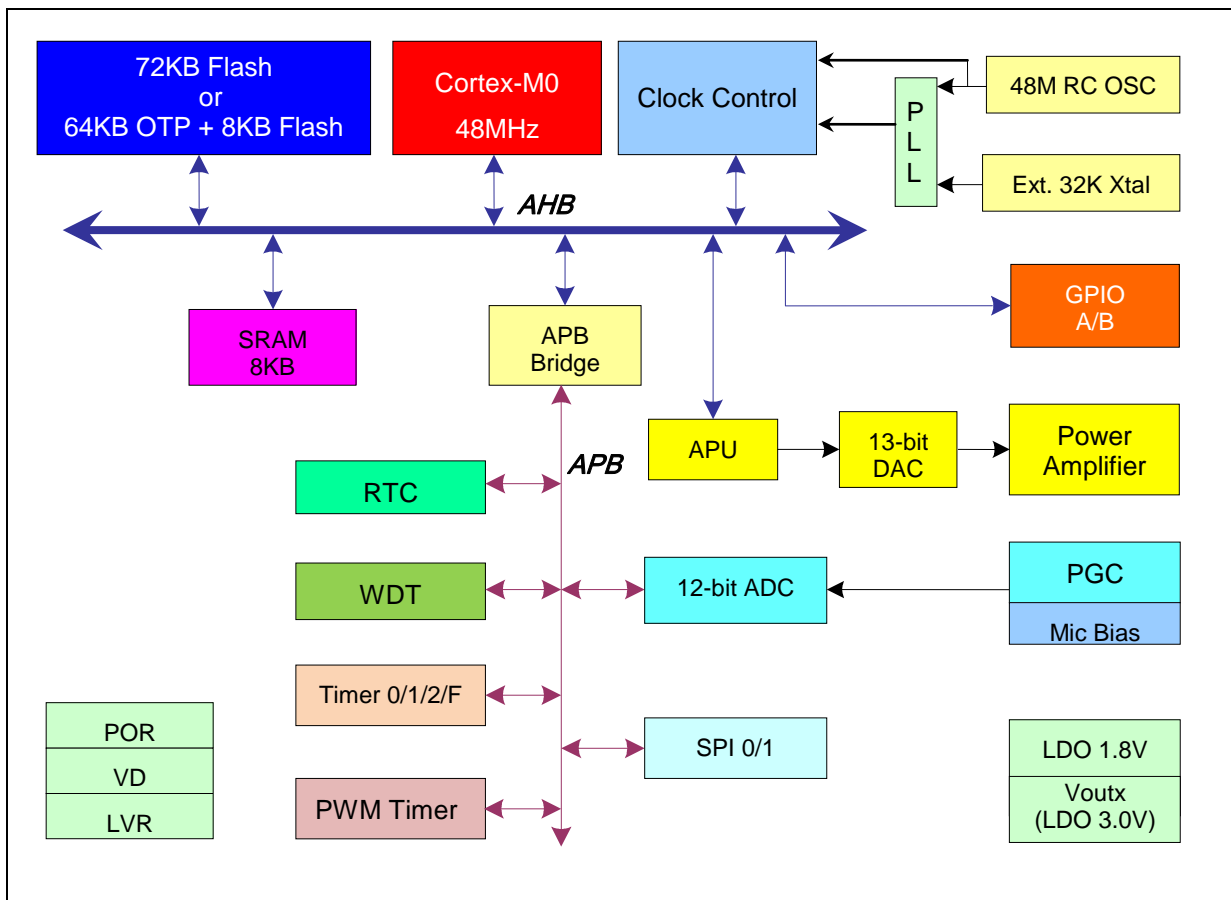 72KB Flash
or
64KB OTP + 8KB Flash
Cortex-M0
48MHz
Clock Control
P
L
L
48M RC OSC
Ext. 32K Xtal
AHB
SRAM
8KB
APB
Bridge
GPIO
A/B
APU
13-bit
DAC
Power
Amplifier
APB
RTC
WDT
12-bit ADC
PGC
Mic Bias
Timer 0/1/2/F
SPI 0/1
PWM Timer
POR
VD
LVR
LDO 1.8V
Voutx
(LDO 3.0V)